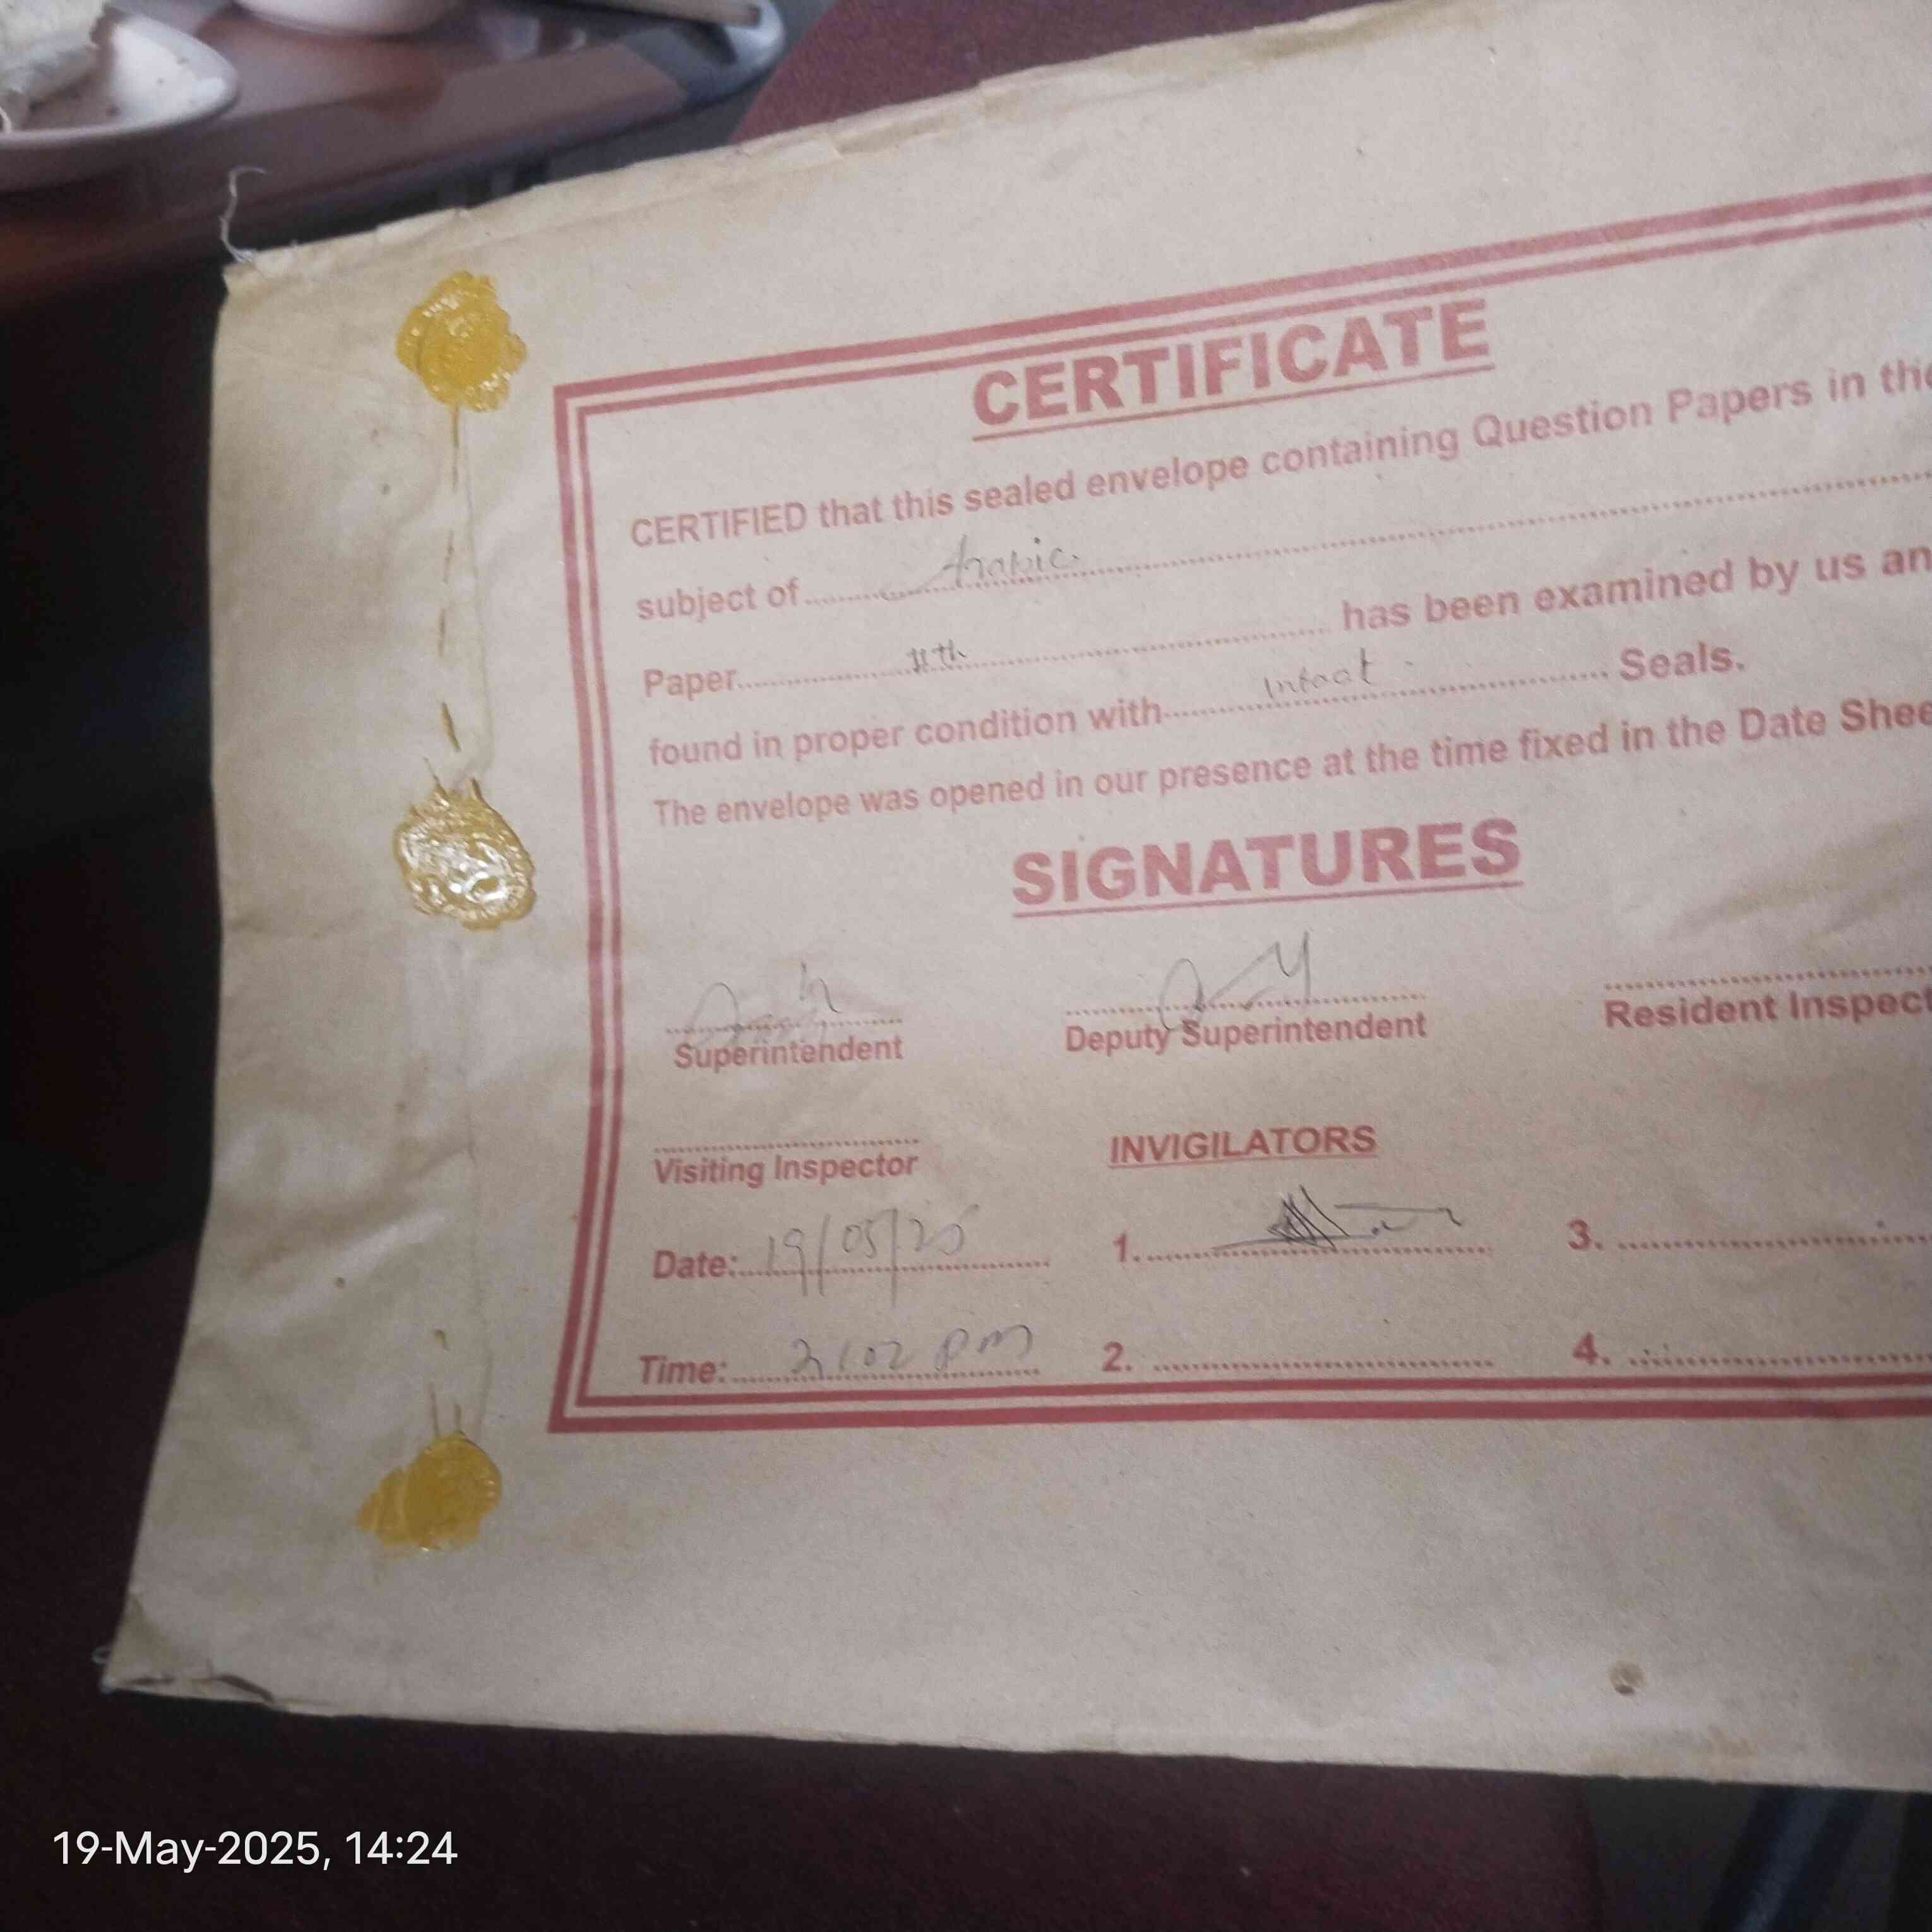 CERTIFICATE
CERTIFIED that this sealed envelope containing Question Papers in the
subject of Arabic
Paper 11th has been examined by us an
found in proper condition with Intact Seals.
The envelope was opened in our presence at the time fixed in the Date Shee
SIGNATURES
Superintendent Deputy Superintendent Resident Inspect
Visiting Inspector INVIGILATORS
Date: 19/05/25 1. 3.
Time: pm 2. 4.
19-May-2025, 14:24